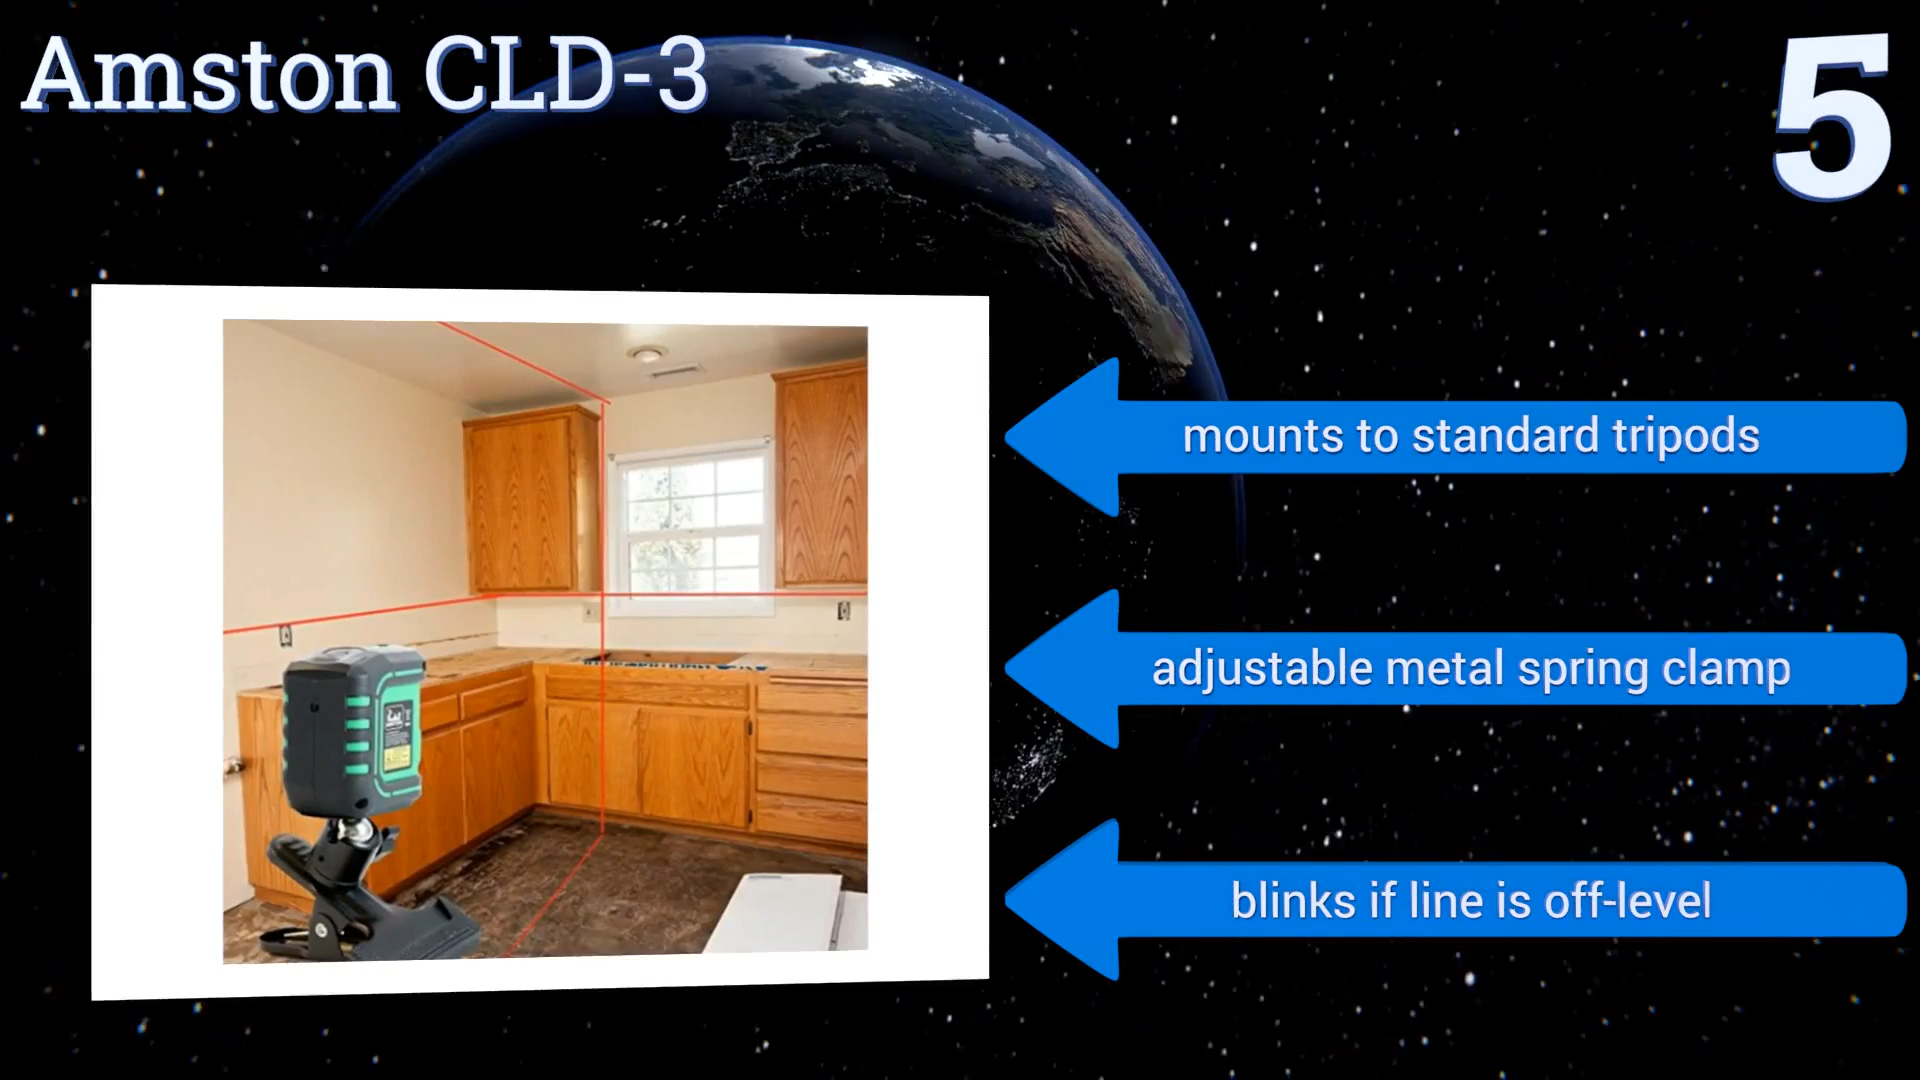 Amston CLD-3
5
mounts to standard tripods
adjustable metal spring clamp
blinks if line is off-level